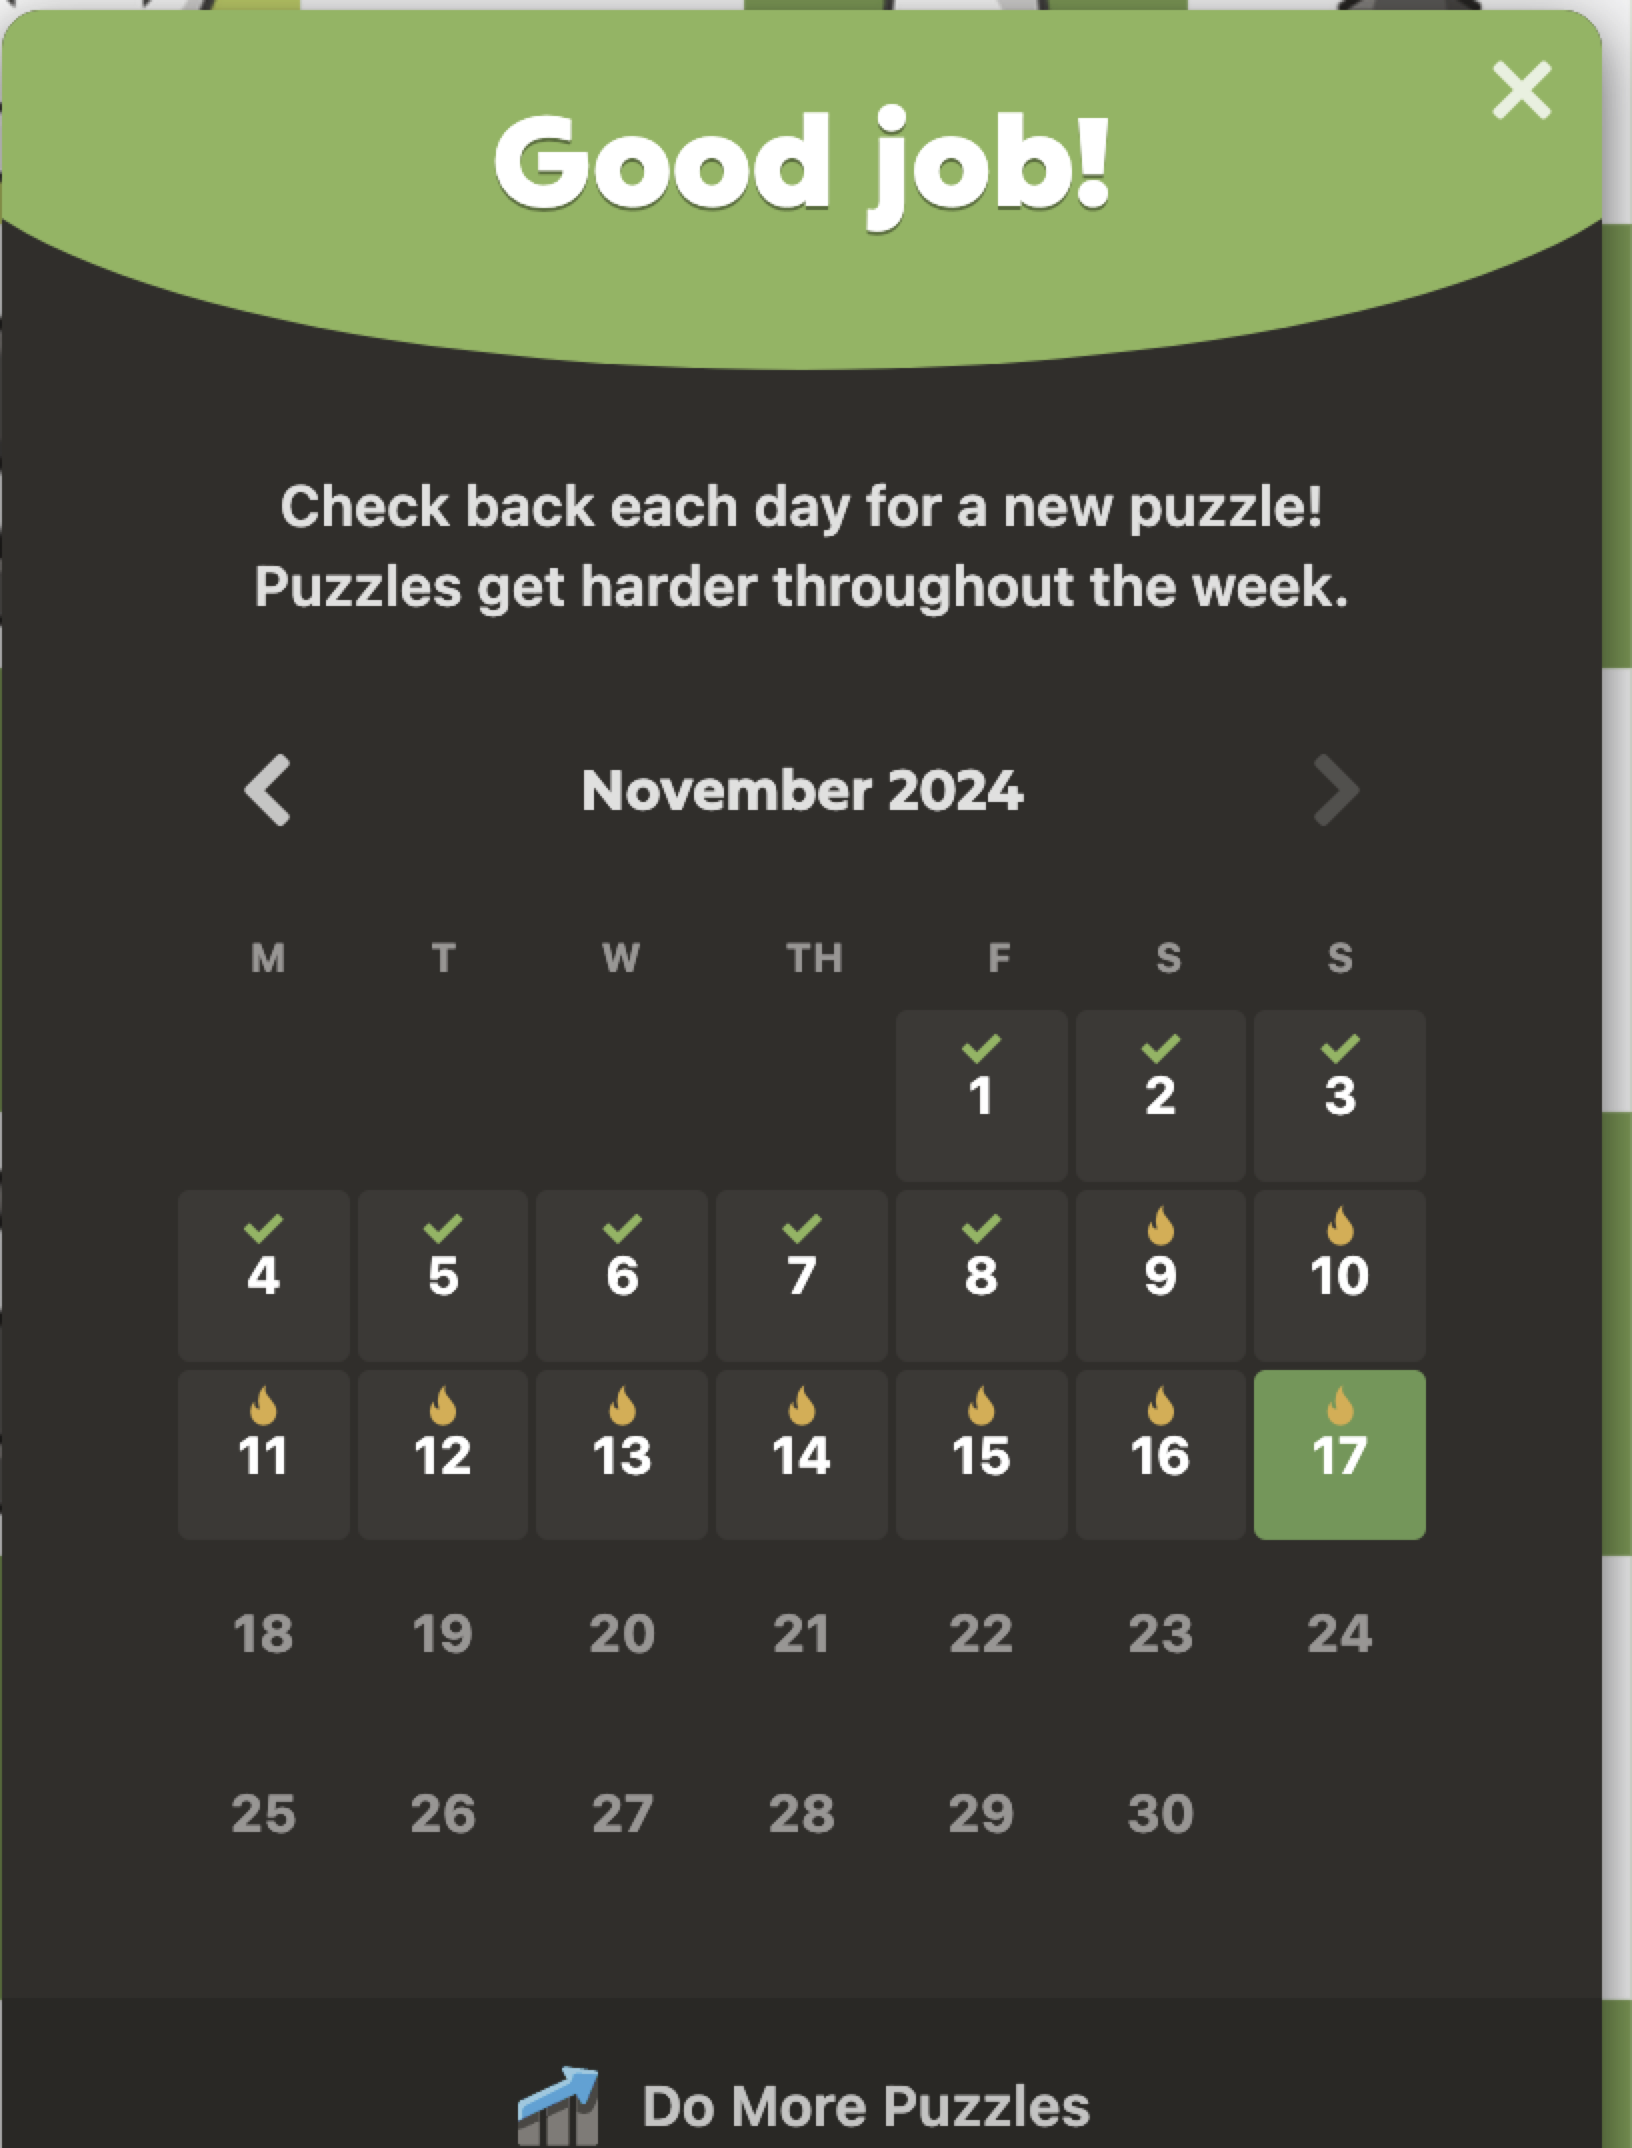 Good job!
Check back each day for a new puzzle!
Puzzles get harder throughout the week.
November 2024
M T W TH F S S
1 2 3
4 5 6 7 8 9 10
11 12 13 14 15 16 17
18 19 20 21 22 23 24
25 26 27 28 29 30
Do More Puzzles